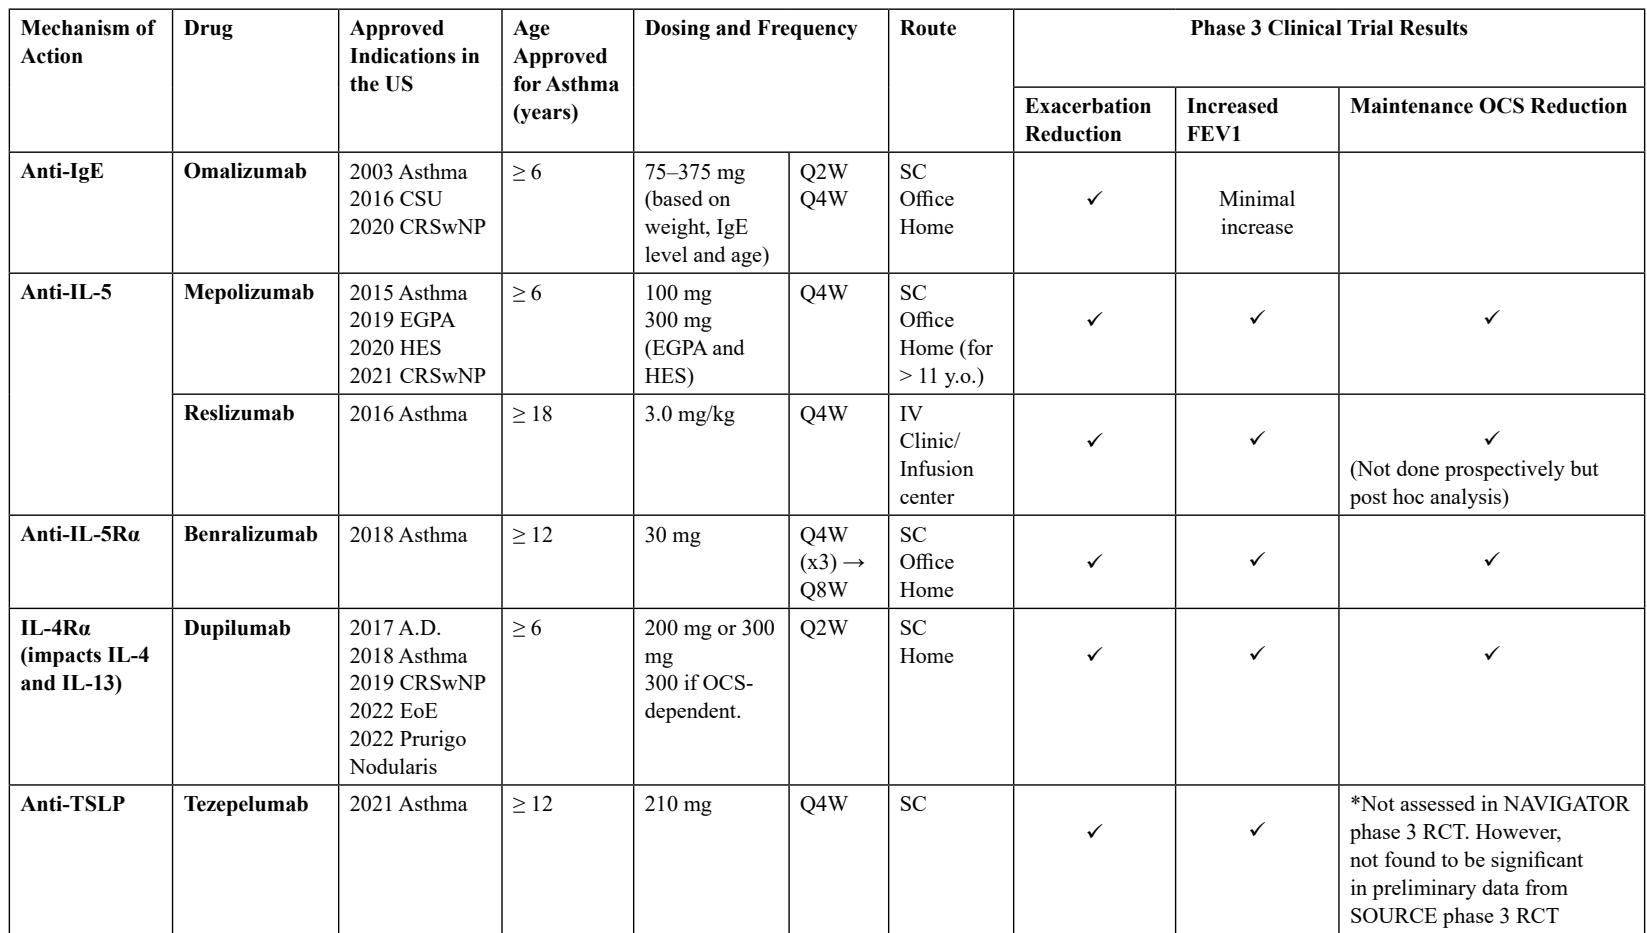 Mechanism of
Action
Drug
Approved
Indications in
the US
Age
Approved
for Asthma
(years)
Dosing and Frequency
Route
Phase 3 Clinical Trial Results
Exacerbation
Reduction
Increased
FEV1
Maintenance OCS Reduction
Anti-IgE
Omalizumab
2003 Asthma
2016 CSU
2020 CRSwNP
≥ 6
75–375 mg
(based on
weight, IgE
level and age)
Q2W
Q4W
SC
Office
Home
✓
Minimal
increase
Anti-IL-5
Mepolizumab
2015 Asthma
2019 EGPA
2020 HES
2021 CRSwNP
≥ 6
100 mg
300 mg
(EGPA and
HES)
Q4W
SC
Office
Home (for
> 11 y.o.)
✓
✓
✓
Reslizumab
2016 Asthma
≥ 18
3.0 mg/kg
Q4W
IV
Clinic/
Infusion
center
✓
✓
✓
(Not done prospectively but
post hoc analysis)
Anti-IL-5Rα
Benralizumab
2018 Asthma
≥ 12
30 mg
Q4W
(x3) →
Q8W
SC
Office
Home
✓
✓
✓
IL-4Rα
(impacts IL-4
and IL-13)
Dupilumab
2017 A.D.
2018 Asthma
2019 CRSwNP
2022 EoE
2022 Prurigo
Nodularis
≥ 6
200 mg or 300
mg
300 if OCS-
dependent.
Q2W
SC
Home
✓
✓
✓
Anti-TSLP
Tezepelumab
2021 Asthma
≥ 12
210 mg
Q4W
SC
✓
✓
*Not assessed in NAVIGATOR
phase 3 RCT. However,
not found to be significant
in preliminary data from
SOURCE phase 3 RCT